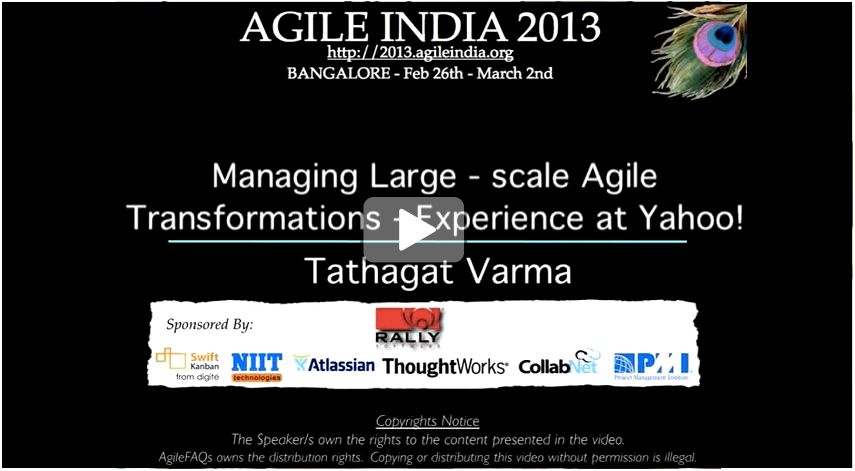 AGILE INDIA 2013
http://2013.agileindia.org
BANGALORE - Feb 26th - March 2nd
Managing Large - scale Agile
Transformations - Experience at Yahoo!
Tathagat Varma
Sponsored By:
RALLY
SOFTWARE
Swift
Kanban
from digité
NIIT
technologies
Atlassian
ThoughtWorks®
CollabNet
PMI
Project Management Institute
Copyrights Notice
The Speaker/s own the rights to the content presented in the video.
AgileFAQs owns the distribution rights. Copying or distributing this video without permission is illegal.